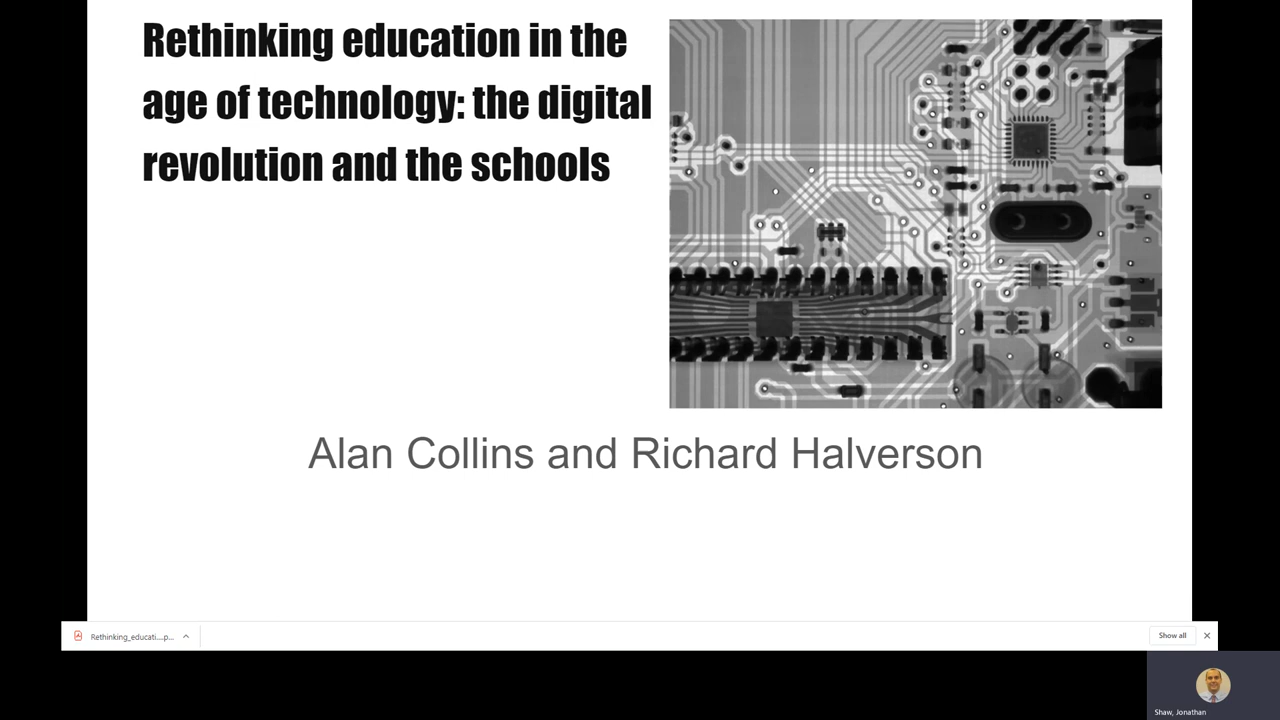 Rethinking education in the
age of technology: the digital
revolution and the schools
Alan Collins and Richard Halverson
Rethinking_educati....p...
Show all
Shaw, Jonathan